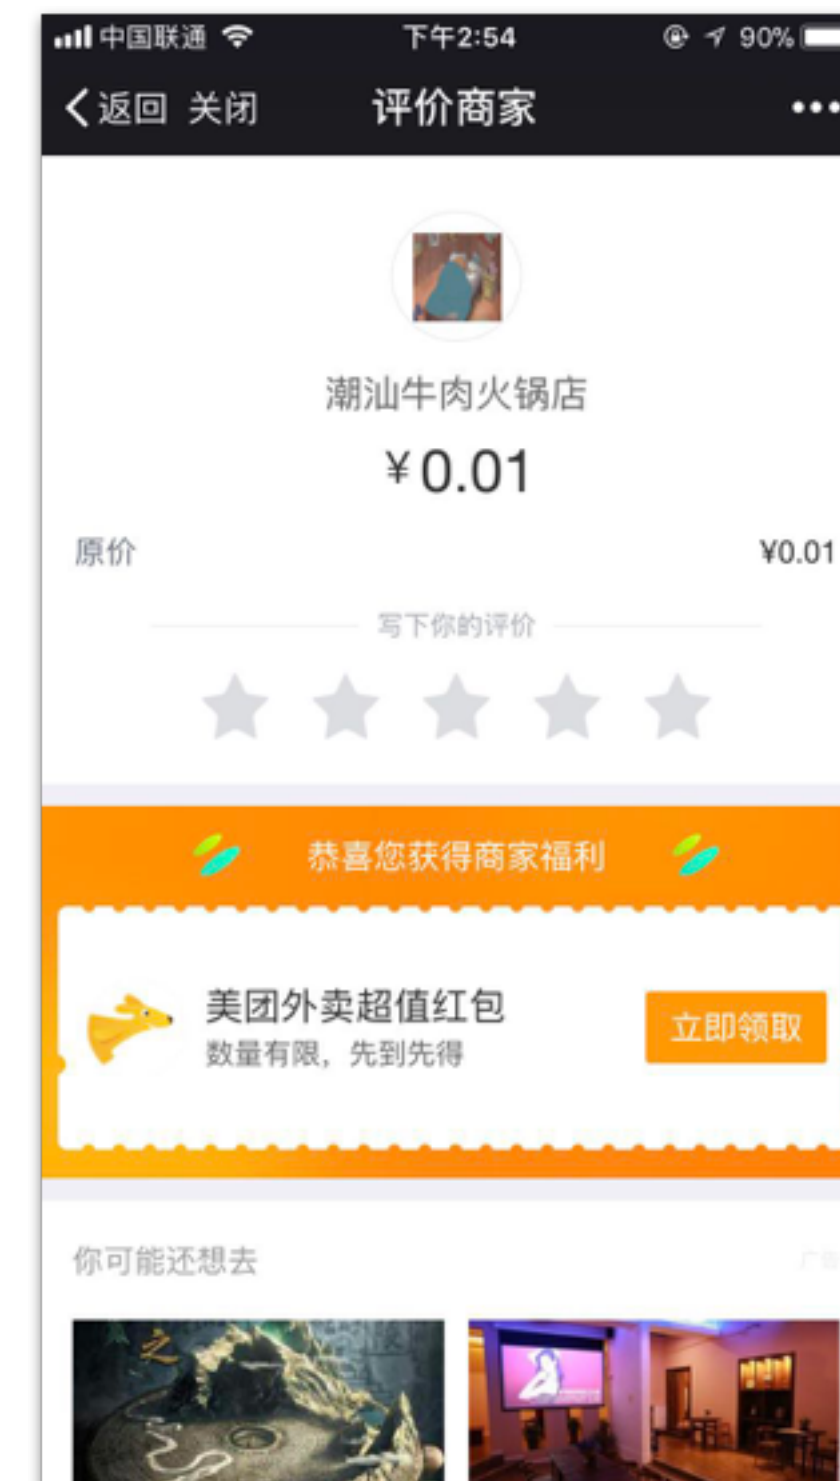 中国联通 下午2:54 90%
返回 关闭 评价商家
潮汕牛肉火锅店
¥0.01
原价 ¥0.01
写下你的评价
恭喜您获得商家福利
美团外卖超值红包
数量有限，先到先得
立即领取
你可能还想去 广告
之